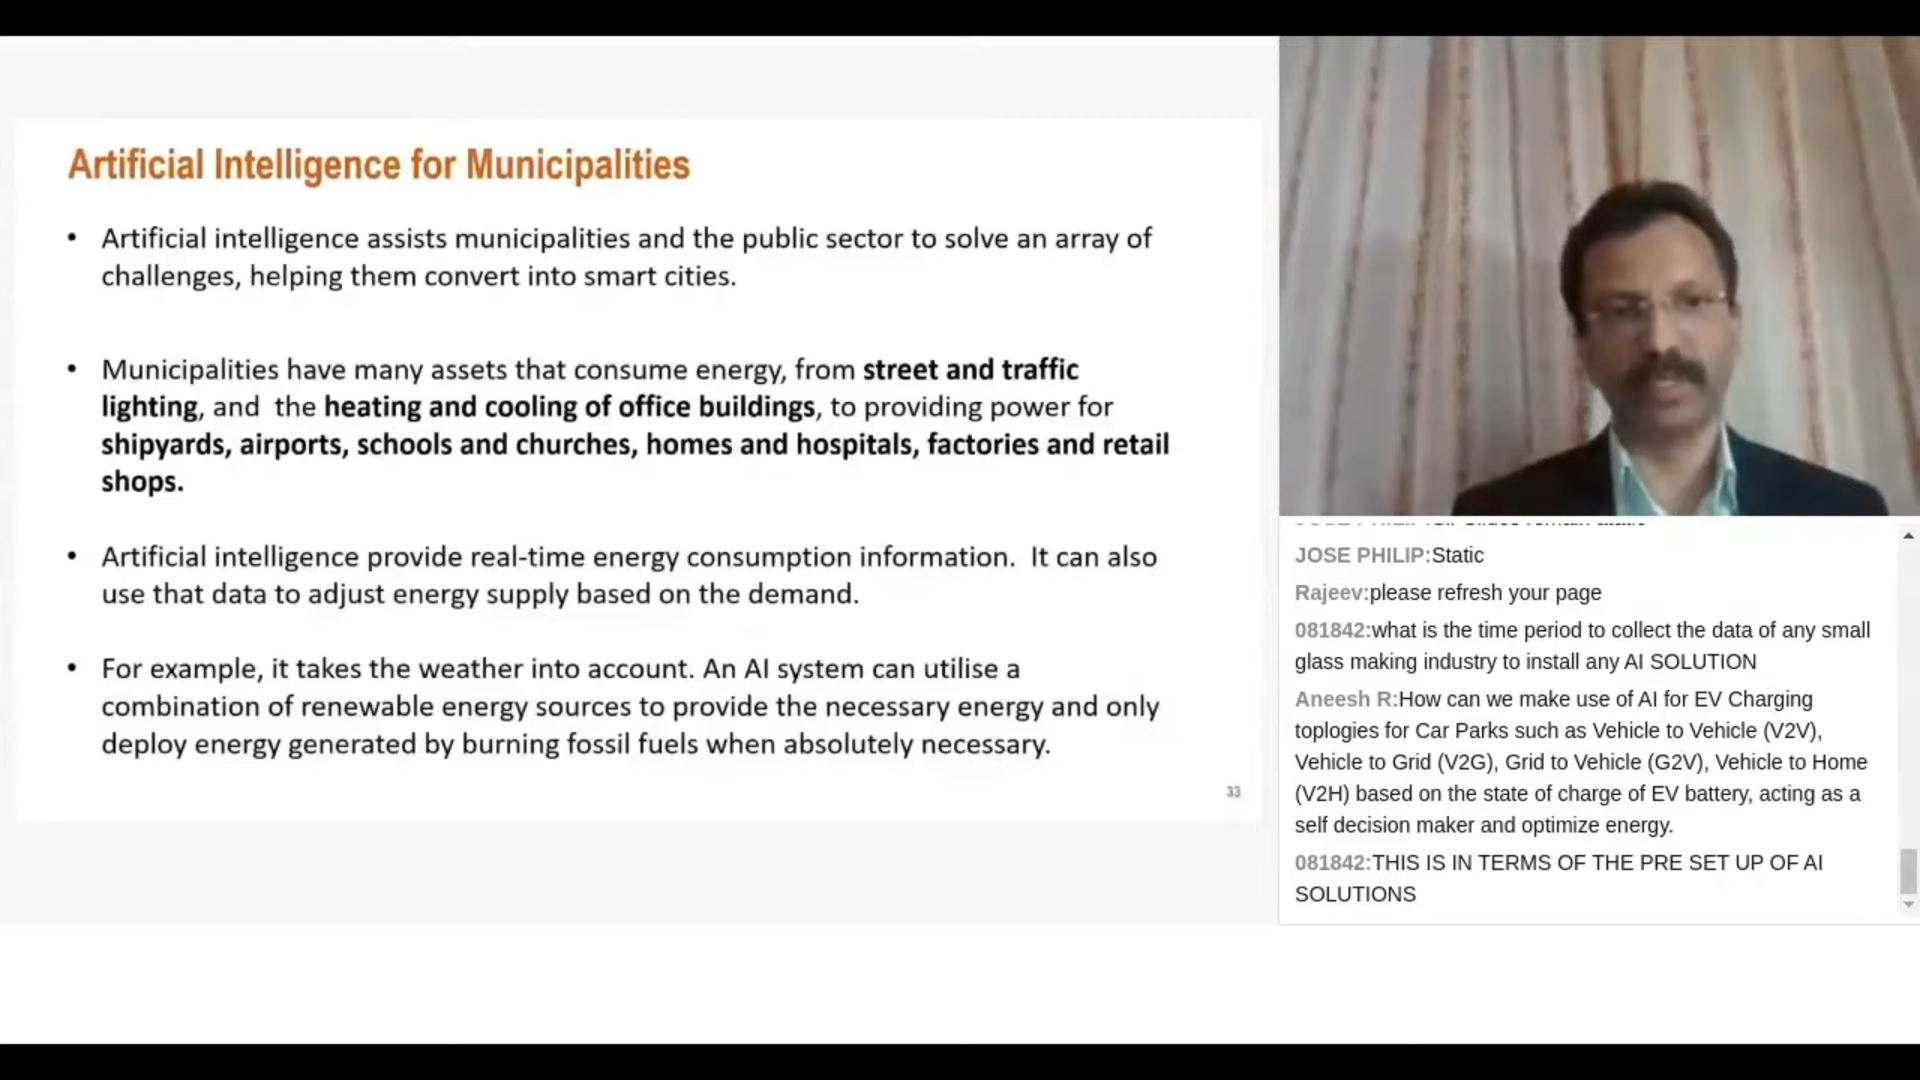 Artificial Intelligence for Municipalities
• Artificial intelligence assists municipalities and the public sector to solve an array of
challenges, helping them convert into smart cities.
• Municipalities have many assets that consume energy, from street and traffic
lighting, and  the heating and cooling of office buildings, to providing power for
shipyards, airports, schools and churches, homes and hospitals, factories and retail
shops.
• Artificial intelligence provide real-time energy consumption information.  It can also
use that data to adjust energy supply based on the demand.
• For example, it takes the weather into account. An AI system can utilise a
combination of renewable energy sources to provide the necessary energy and only
deploy energy generated by burning fossil fuels when absolutely necessary.
33
JOSE PHILIP:Static
Rajeev:please refresh your page
081842:what is the time period to collect the data of any small
glass making industry to install any AI SOLUTION
Aneesh R:How can we make use of AI for EV Charging
toplogies for Car Parks such as Vehicle to Vehicle (V2V),
Vehicle to Grid (V2G), Grid to Vehicle (G2V), Vehicle to Home
(V2H) based on the state of charge of EV battery, acting as a
self decision maker and optimize energy.
081842:THIS IS IN TERMS OF THE PRE SET UP OF AI
SOLUTIONS